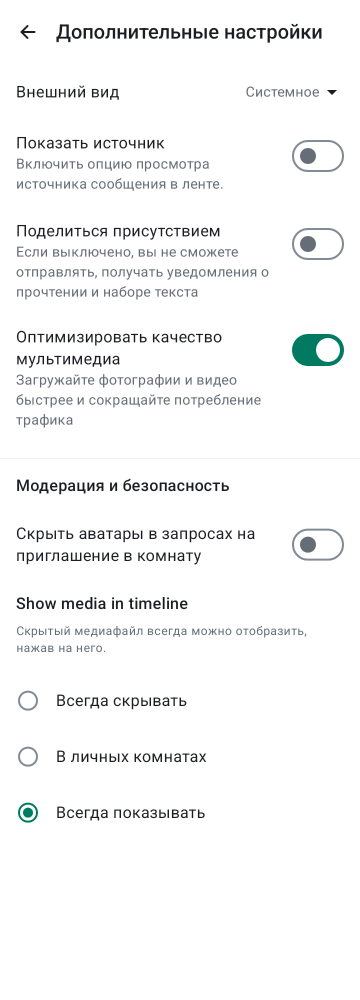 Дополнительные настройки
Внешний вид
Системное
Показать источник
Включить опцию просмотра
источника сообщения в ленте.
Поделиться присутствием
Если выключено, вы не сможете
отправлять, получать уведомления о
прочтении и наборе текста
Оптимизировать качество
мультимедиа
Загружайте фотографии и видео
быстрее и сокращайте потребление
трафика
Модерация и безопасность
Скрыть аватары в запросах на
приглашение в комнату
Show media in timeline
Скрытый медиафайл всегда можно отобразить,
нажав на него.
Всегда скрывать
В личных комнатах
Всегда показывать